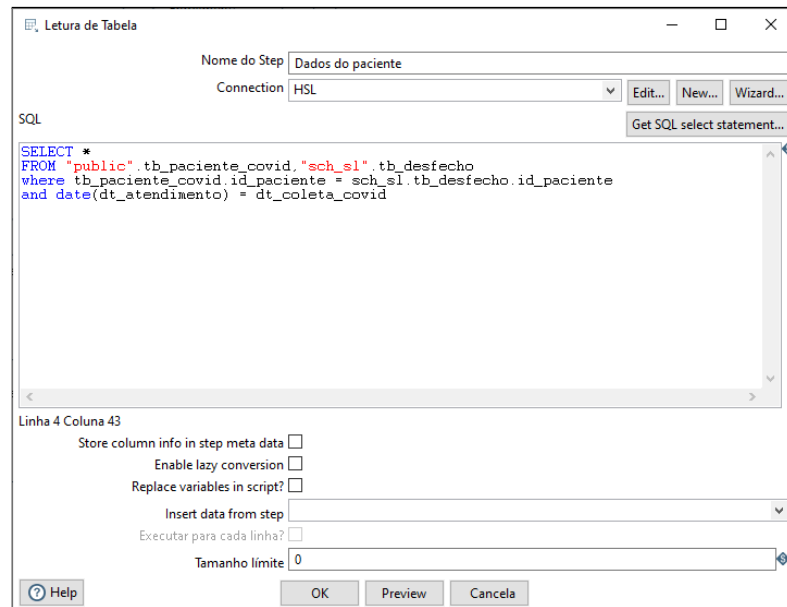 Letura de Tabela
Nome do Step Dados do paciente
Connection HSL Edit... New... Wizard...
SQL Get SQL select statement...
SELECT *
FROM "public".tb_paciente_covid,"sch_sl".tb_desfecho
where tb_paciente_covid.id_paciente = sch_sl.tb_desfecho.id_paciente
and date(dt_atendimento) = dt_coleta_covid
Linha 4 Coluna 43
Store column info in step meta data
Enable lazy conversion
Replace variables in script?
Insert data from step
Executar para cada linha?
Tamanho límite 0
Help OK Preview Cancela